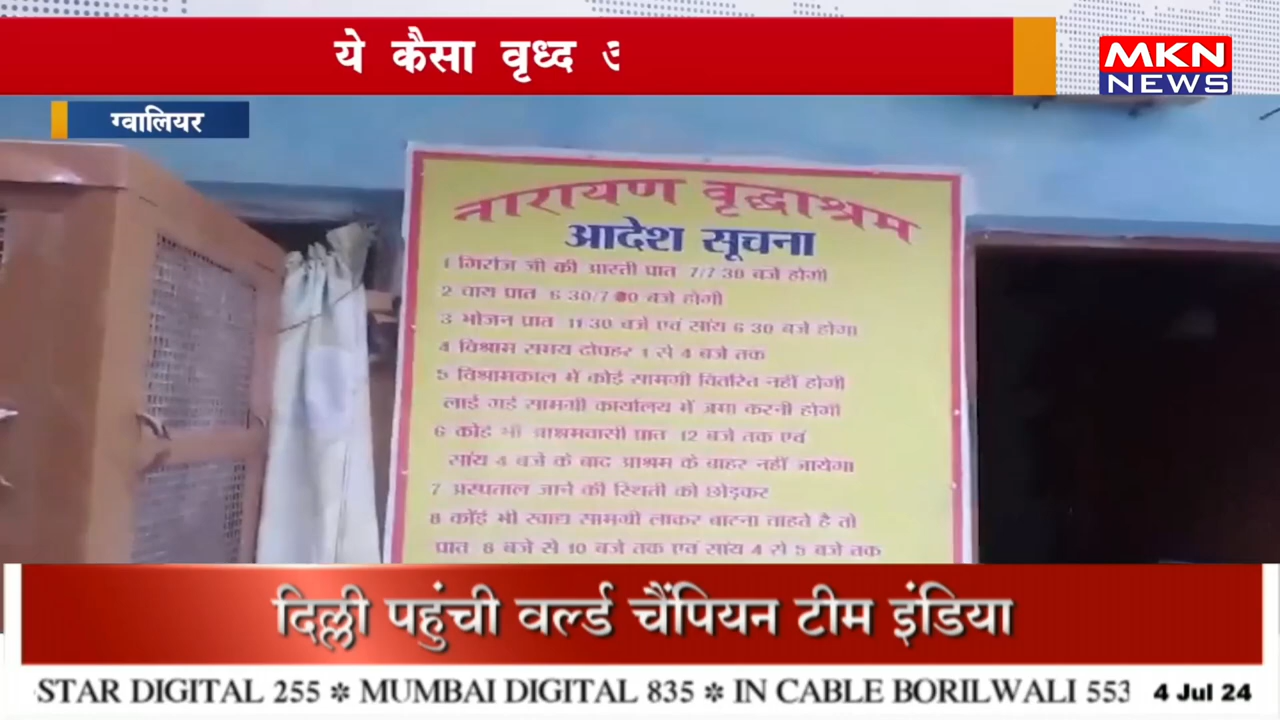 ये कैसा वृध्द
MKN
NEWS
ग्वालियर
नारायण वृद्धाश्रम
आदेश सूचना
1 गिर्राज जी की आरती प्रात 7/7 30 बजे होगी
2 चाय प्रात 6 30/7 00 बजे होगी
3 भोजन प्रात 11 30 बजे एवं सांय 6 30 बजे होगा
4 विश्राम समय दोपहर 1 से 4 बजे तक
5 विश्रामकाल में कोई सामग्री वितरित नहीं होगी
लाई गई सामग्री कार्यालय में जमा करनी होगी
6 कोई भी आश्रमवासी प्रात 12 बजे तक एवं
सांय 4 बजे के बाद आश्रम के बाहर नहीं जायेगा
7 अस्पताल जाने की स्थिती को छोड़कर
8 कोंई भी खाद्य सामग्री लाकर बाटना चाहते है तो
प्रात 8 बजे से 10 बजे तक एवं सांय 4 से 5 बजे तक
दिल्ली पहुंची वर्ल्ड चैंपियन टीम इंडिया
STAR DIGITAL 255 * MUMBAI DIGITAL 835 * IN CABLE BORILWALI 553
4 Jul 24